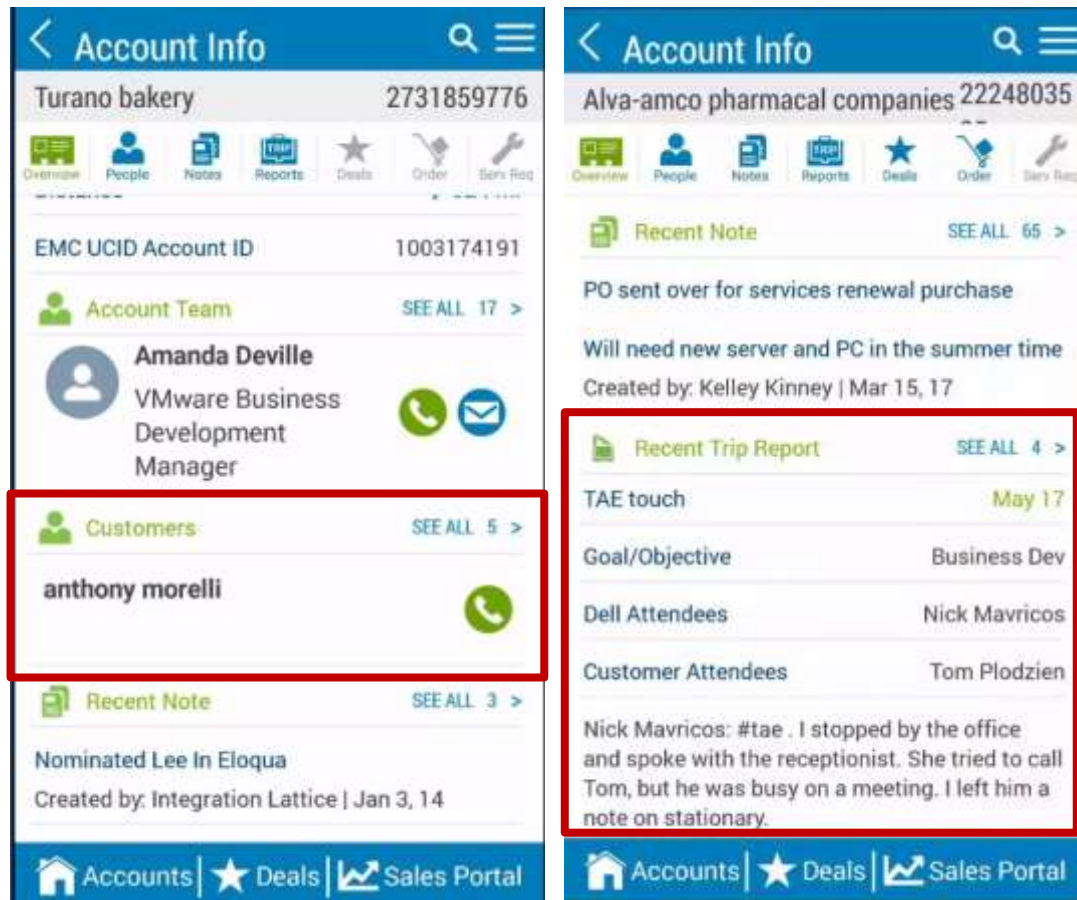 Account Info
Turano bakery 2731859776
Overview People Notes Reports Deals Order Serv Req
EMC UCID Account ID 1003174191
Account Team SEE ALL 17 >
Amanda Deville
VMware Business
Development
Manager
Customers SEE ALL 5 >
anthony morelli
Recent Note SEE ALL 3 >
Nominated Lee In Eloqua
Created by: Integration Lattice | Jan 3, 14
Accounts | Deals | Sales Portal
Account Info
Alva-amco pharmacal companies 22248035
Overview People Notes Reports Deals Order Serv Req
Recent Note SEE ALL 65 >
PO sent over for services renewal purchase
Will need new server and PC in the summer time
Created by: Kelley Kinney | Mar 15, 17
Recent Trip Report SEE ALL 4 >
TAE touch May 17
Goal/Objective Business Dev
Dell Attendees Nick Mavricos
Customer Attendees Tom Plodzien
Nick Mavricos: #tae . I stopped by the office
and spoke with the receptionist. She tried to call
Tom, but he was busy on a meeting. I left him a
note on stationary.
Accounts | Deals | Sales Portal